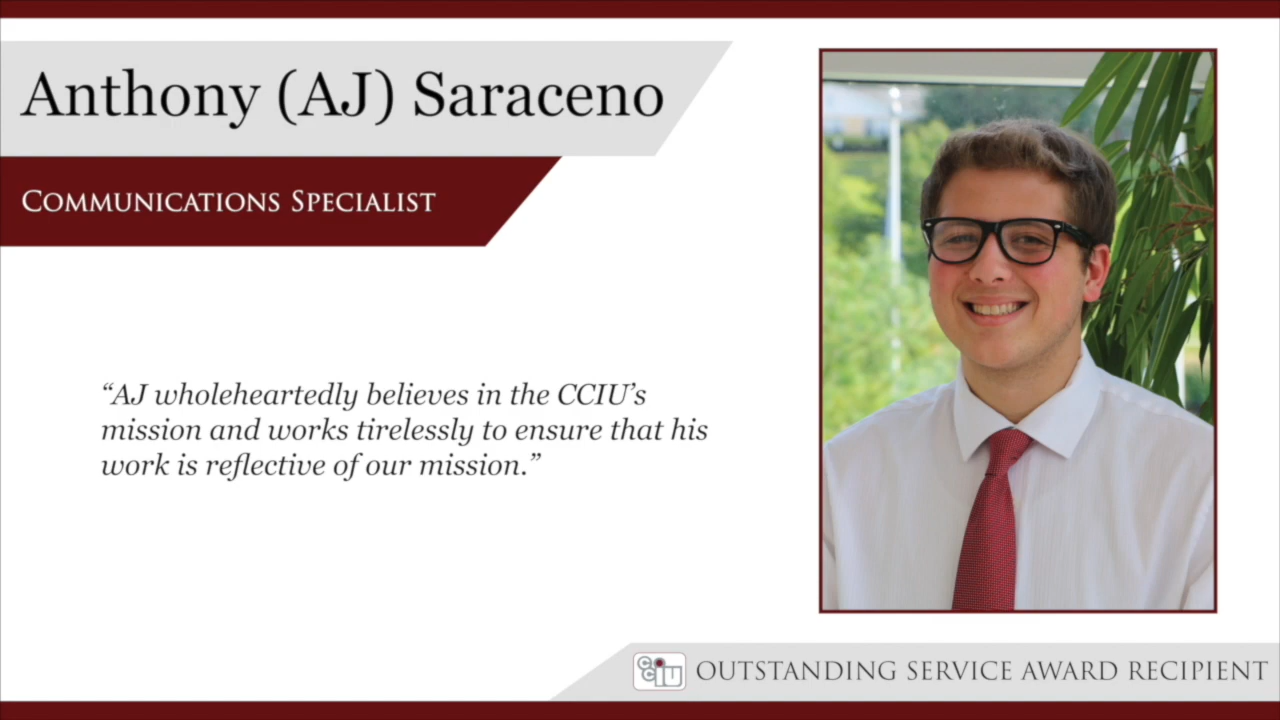 Anthony (AJ) Saraceno
Communications Specialist
“AJ wholeheartedly believes in the CCIU’s
mission and works tirelessly to ensure that his
work is reflective of our mission.”
CCIU OUTSTANDING SERVICE AWARD RECIPIENT